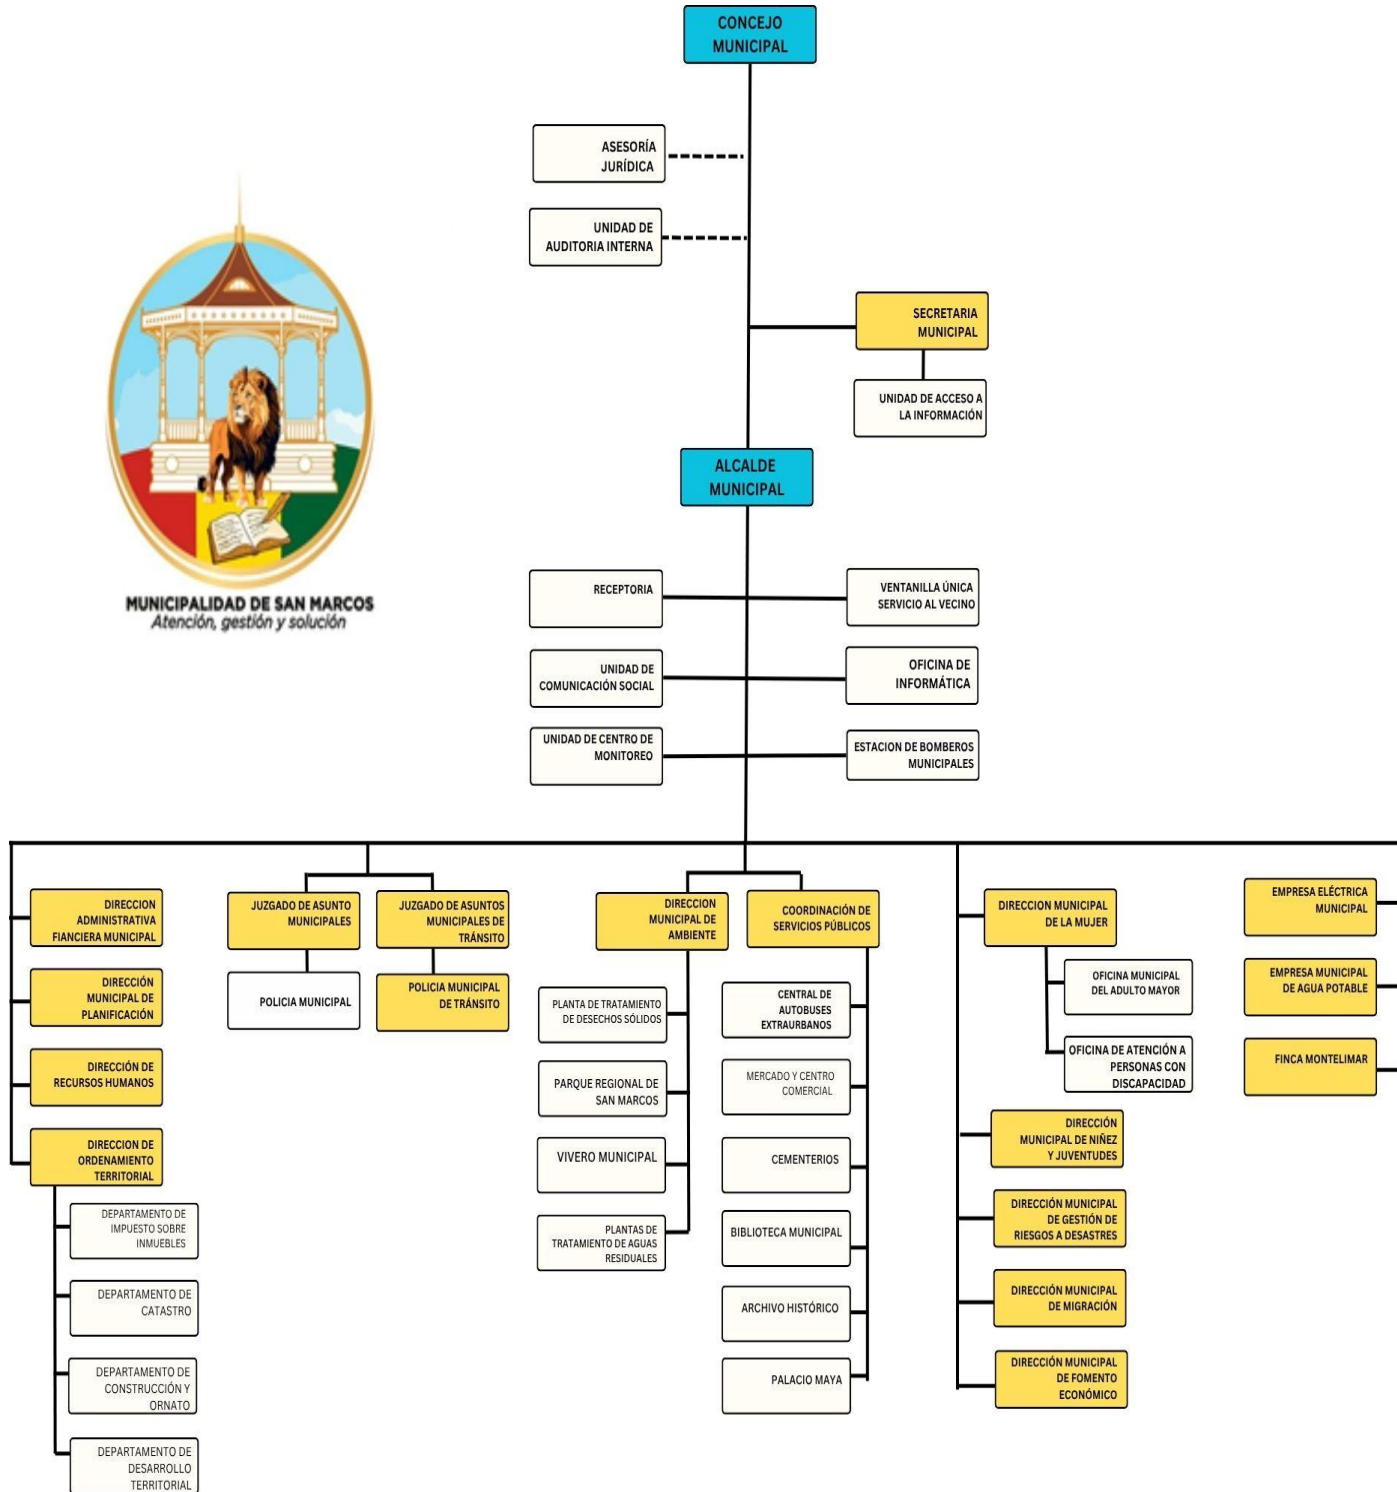 CONCEJO
MUNICIPAL
ASESORÍA
JURÍDICA
UNIDAD DE
AUDITORIA INTERNA
SECRETARIA
MUNICIPAL
UNIDAD DE ACCESO A
LA INFORMACIÓN
ALCALDE
MUNICIPAL
MUNICIPALIDAD DE SAN MARCOS
Atención, gestión y solución
RECEPTORIA
VENTANILLA ÚNICA
SERVICIO AL VECINO
UNIDAD DE
COMUNICACIÓN SOCIAL
OFICINA DE
INFORMÁTICA
UNIDAD DE CENTRO DE
MONITOREO
ESTACION DE BOMBEROS
MUNICIPALES
DIRECCION
ADMINISTRATIVA
FIANCIERA MUNICIPAL
DIRECCIÓN
MUNICIPAL DE
PLANIFICACIÓN
DIRECCIÓN DE
RECURSOS HUMANOS
DIRECCION DE
ORDENAMIENTO
TERRITORIAL
DEPARTAMENTO DE
IMPUESTO SOBRE
INMUEBLES
DEPARTAMENTO DE
CATASTRO
DEPARTAMENTO DE
CONSTRUCCIÓN Y
ORNATO
DEPARTAMENTO DE
DESARROLLO
TERRITORIAL
JUZGADO DE ASUNTO
MUNICIPALES
POLICIA MUNICIPAL
JUZGADO DE ASUNTOS
MUNICIPALES DE
TRÁNSITO
POLICIA MUNICIPAL
DE TRÁNSITO
DIRECCION
MUNICIPAL DE
AMBIENTE
PLANTA DE TRATAMIENTO
DE DESECHOS SÓLIDOS
PARQUE REGIONAL DE
SAN MARCOS
VIVERO MUNICIPAL
PLANTAS DE
TRATAMIENTO DE AGUAS
RESIDUALES
COORDINACIÓN DE
SERVICIOS PÚBLICOS
CENTRAL DE
AUTOBUSES
EXTRAURBANOS
MERCADO Y CENTRO
COMERCIAL
CEMENTERIOS
BIBLIOTECA MUNICIPAL
ARCHIVO HISTÓRICO
PALACIO MAYA
DIRECCION MUNICIPAL
DE LA MUJER
OFICINA MUNICIPAL
DEL ADULTO MAYOR
OFICINA DE ATENCIÓN A
PERSONAS CON
DISCAPACIDAD
DIRECCIÓN
MUNICIPAL DE NIÑEZ
Y JUVENTUDES
DIRECCIÓN MUNICIPAL
DE GESTIÓN DE
RIESGOS A DESASTRES
DIRECCIÓN MUNICIPAL
DE MIGRACIÓN
DIRECCIÓN MUNICIPAL
DE FOMENTO
ECONÓMICO
EMPRESA ELÉCTRICA
MUNICIPAL
EMPRESA MUNICIPAL
DE AGUA POTABLE
FINCA MONTELIMAR